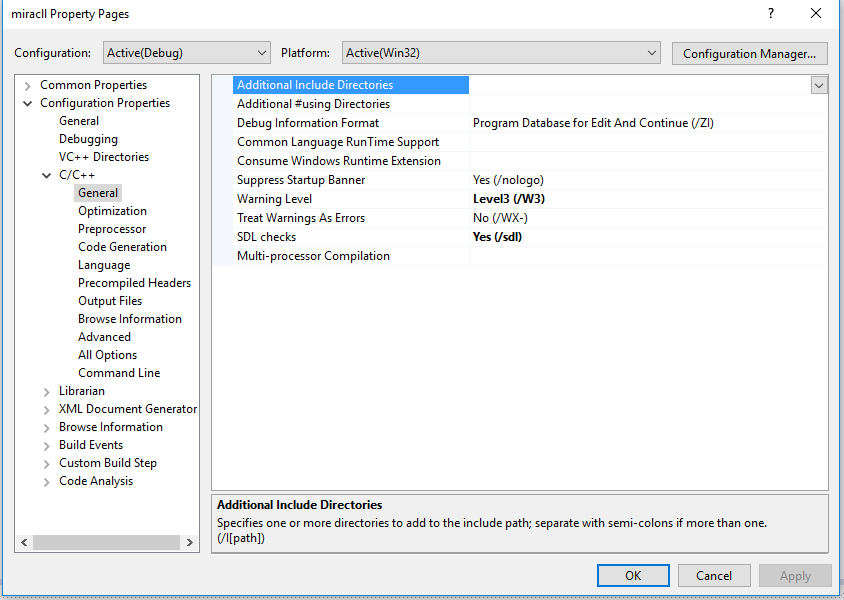 miracll Property Pages
Configuration: Active(Debug) Platform: Active(Win32) Configuration Manager...
Common Properties
Configuration Properties
General
Debugging
VC++ Directories
C/C++
General
Optimization
Preprocessor
Code Generation
Language
Precompiled Headers
Output Files
Browse Information
Advanced
All Options
Command Line
Librarian
XML Document Generator
Browse Information
Build Events
Custom Build Step
Code Analysis
Additional Include Directories
Additional #using Directories
Debug Information Format Program Database for Edit And Continue (/ZI)
Common Language RunTime Support
Consume Windows Runtime Extension
Suppress Startup Banner Yes (/nologo)
Warning Level Level3 (/W3)
Treat Warnings As Errors No (/WX-)
SDL checks Yes (/sdl)
Multi-processor Compilation
Additional Include Directories
Specifies one or more directories to add to the include path; separate with semi-colons if more than one.
(/I[path])
OK Cancel Apply